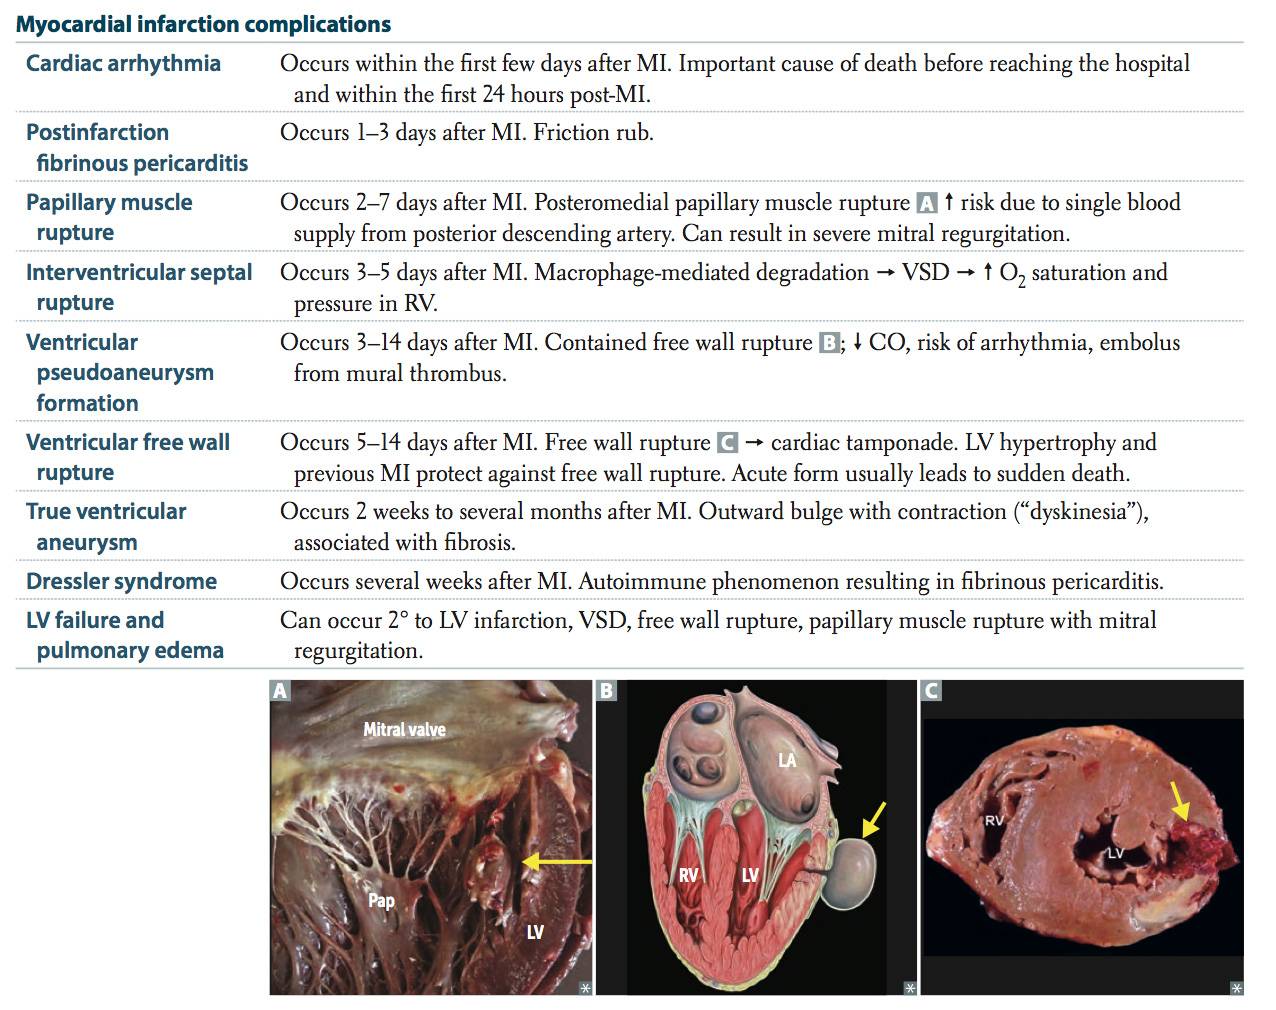 Myocardial infarction complications
Cardiac arrhythmia
Occurs within the first few days after MI. Important cause of death before reaching the hospital
and within the first 24 hours post-MI.
Postinfarction
fibrinous pericarditis
Occurs 1–3 days after MI. Friction rub.
Papillary muscle
rupture
Occurs 2–7 days after MI. Posteromedial papillary muscle rupture A ↑ risk due to single blood
supply from posterior descending artery. Can result in severe mitral regurgitation.
Interventricular septal
rupture
Occurs 3–5 days after MI. Macrophage-mediated degradation → VSD → ↑ O₂ saturation and
pressure in RV.
Ventricular
pseudoaneurysm
formation
Occurs 3–14 days after MI. Contained free wall rupture B; ↓ CO, risk of arrhythmia, embolus
from mural thrombus.
Ventricular free wall
rupture
Occurs 5–14 days after MI. Free wall rupture C → cardiac tamponade. LV hypertrophy and
previous MI protect against free wall rupture. Acute form usually leads to sudden death.
True ventricular
aneurysm
Occurs 2 weeks to several months after MI. Outward bulge with contraction (“dyskinesia”),
associated with fibrosis.
Dressler syndrome
Occurs several weeks after MI. Autoimmune phenomenon resulting in fibrinous pericarditis.
LV failure and
pulmonary edema
Can occur 2° to LV infarction, VSD, free wall rupture, papillary muscle rupture with mitral
regurgitation.
A
Mitral valve
Pap
LV
B
LA
RV
LV
C
RV
LV